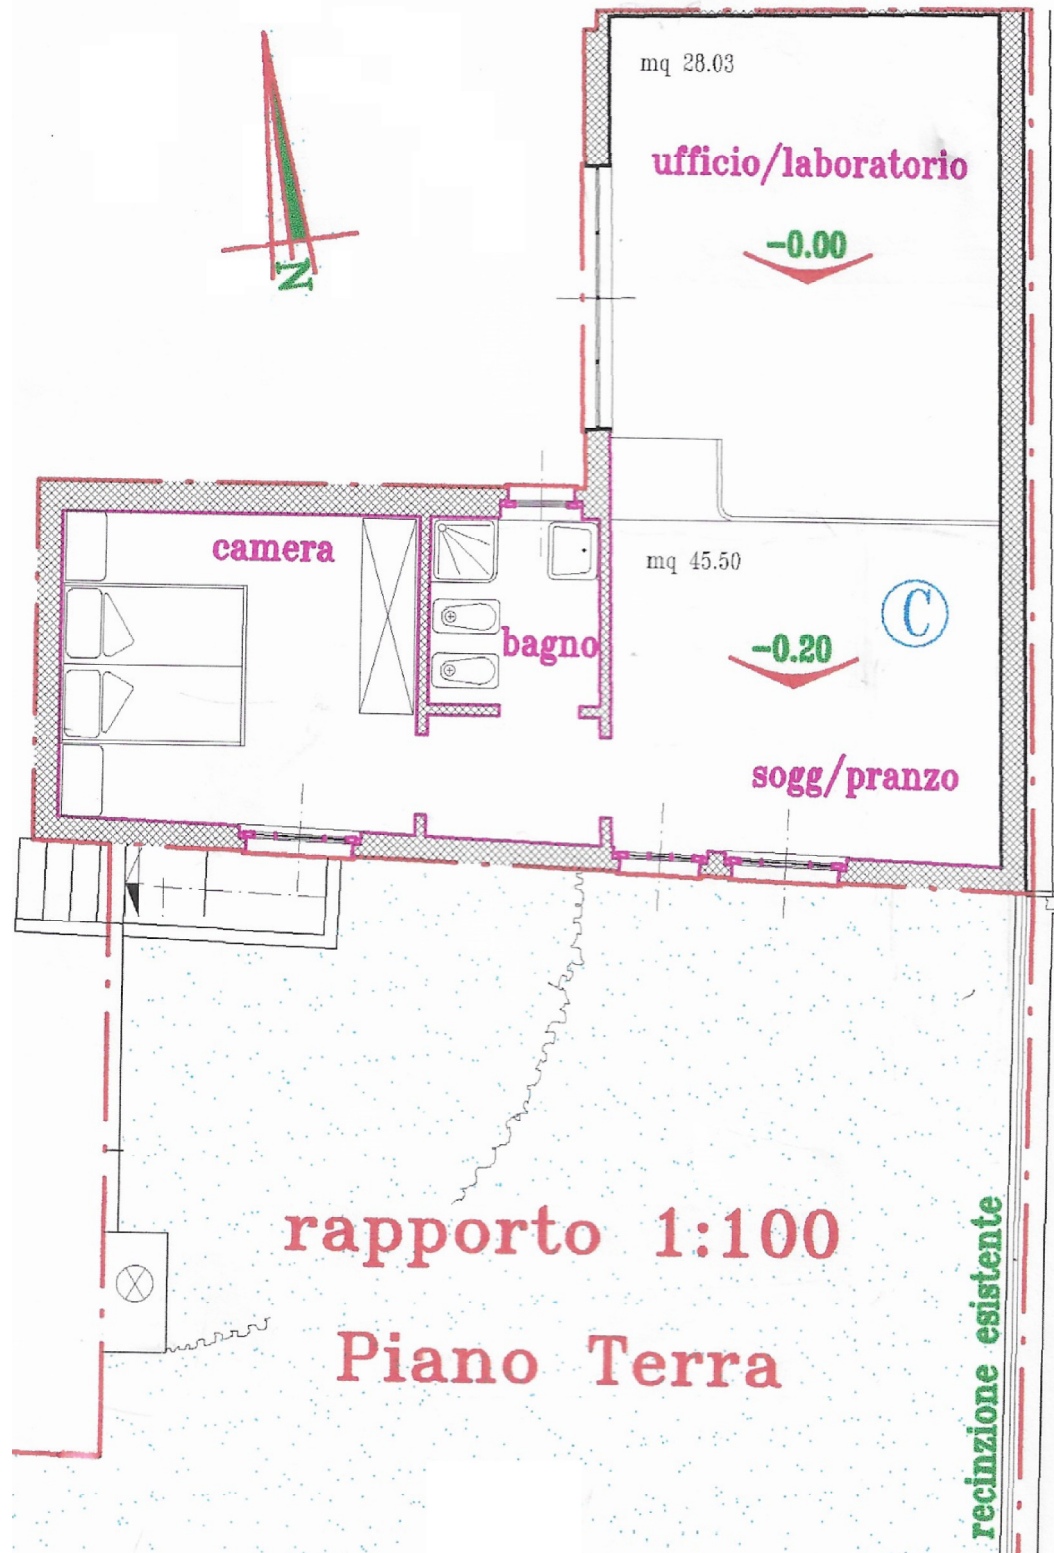 mq 28.03
ufficio/laboratorio
-0.00
N
camera
mq 45.50
C
bagno
-0.20
sogg/pranzo
rapporto 1:100
Piano Terra
recinzione esistente